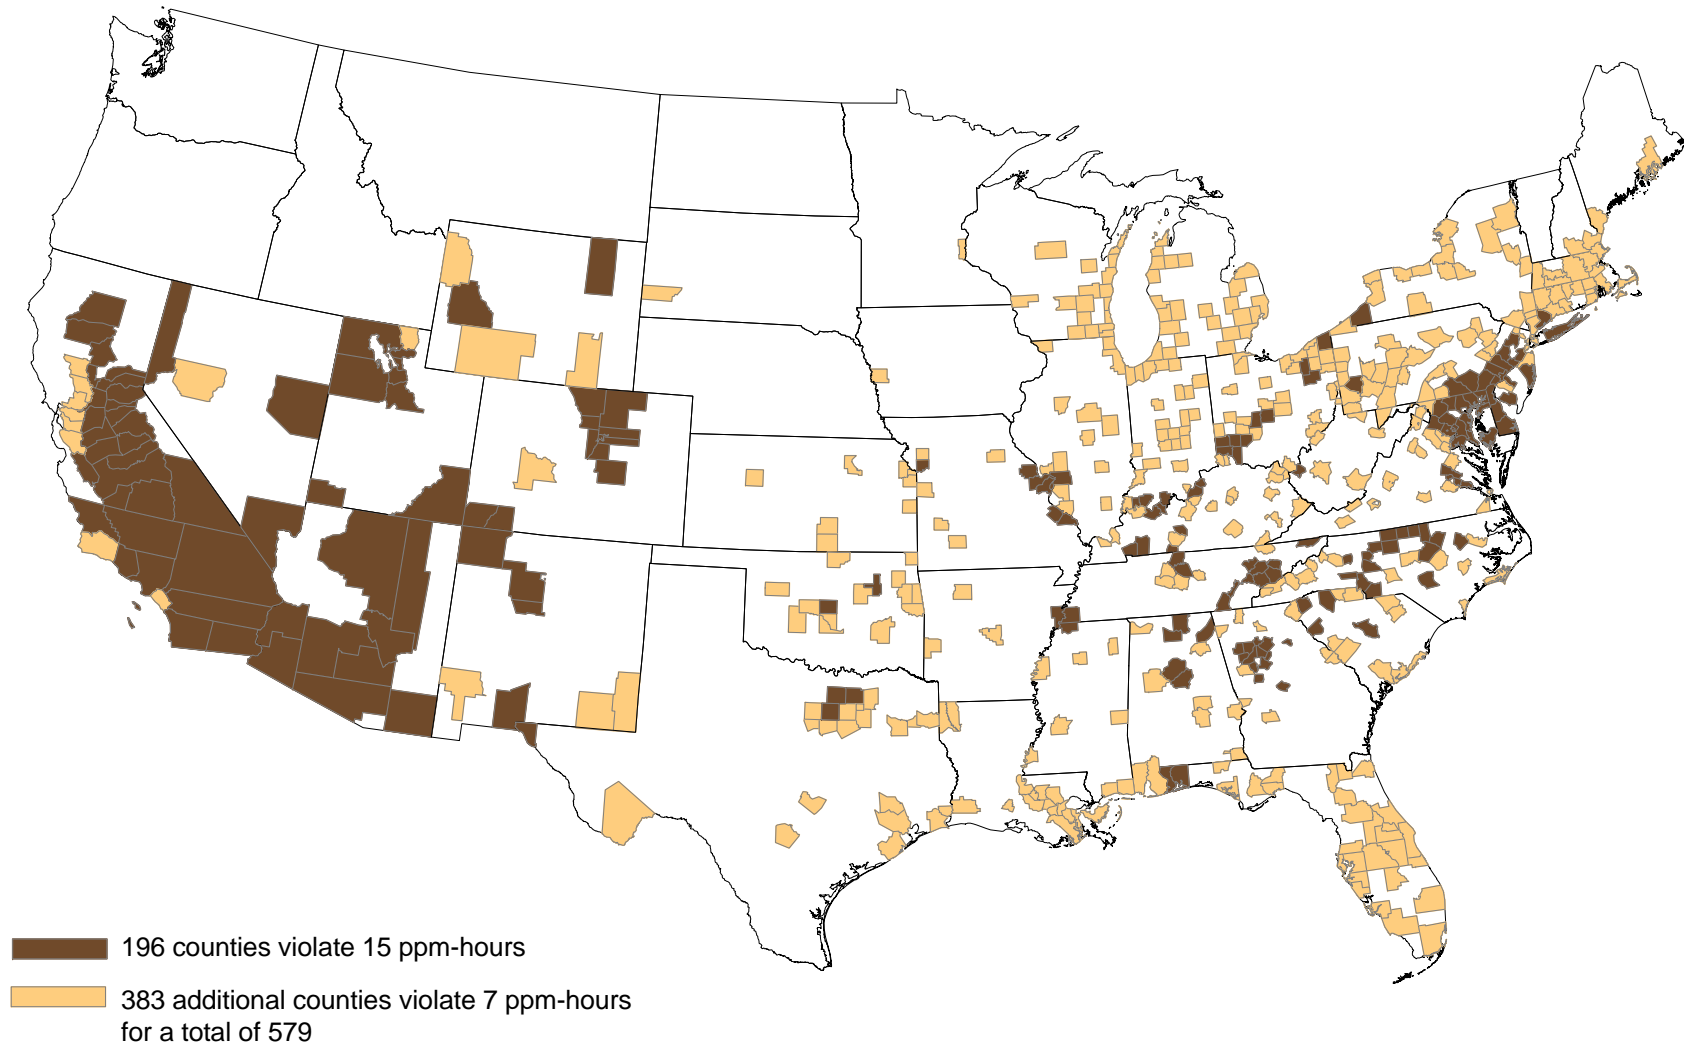 196 counties violate 15 ppm-hours
383 additional counties violate 7 ppm-hours
for a total of 579